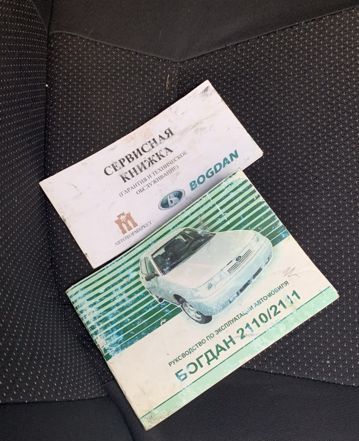 СЕРВИСНАЯ
КНИЖКА
(ГАРАНТИЯ И ТЕХНИЧЕСКОЕ
ОБСЛУЖИВАНИЕ)
BOGDAN
РУКОВОДСТВО ПО ЭКСПЛУАТАЦИИ АВТОМОБИЛЯ
БОГДАН 2110/2111